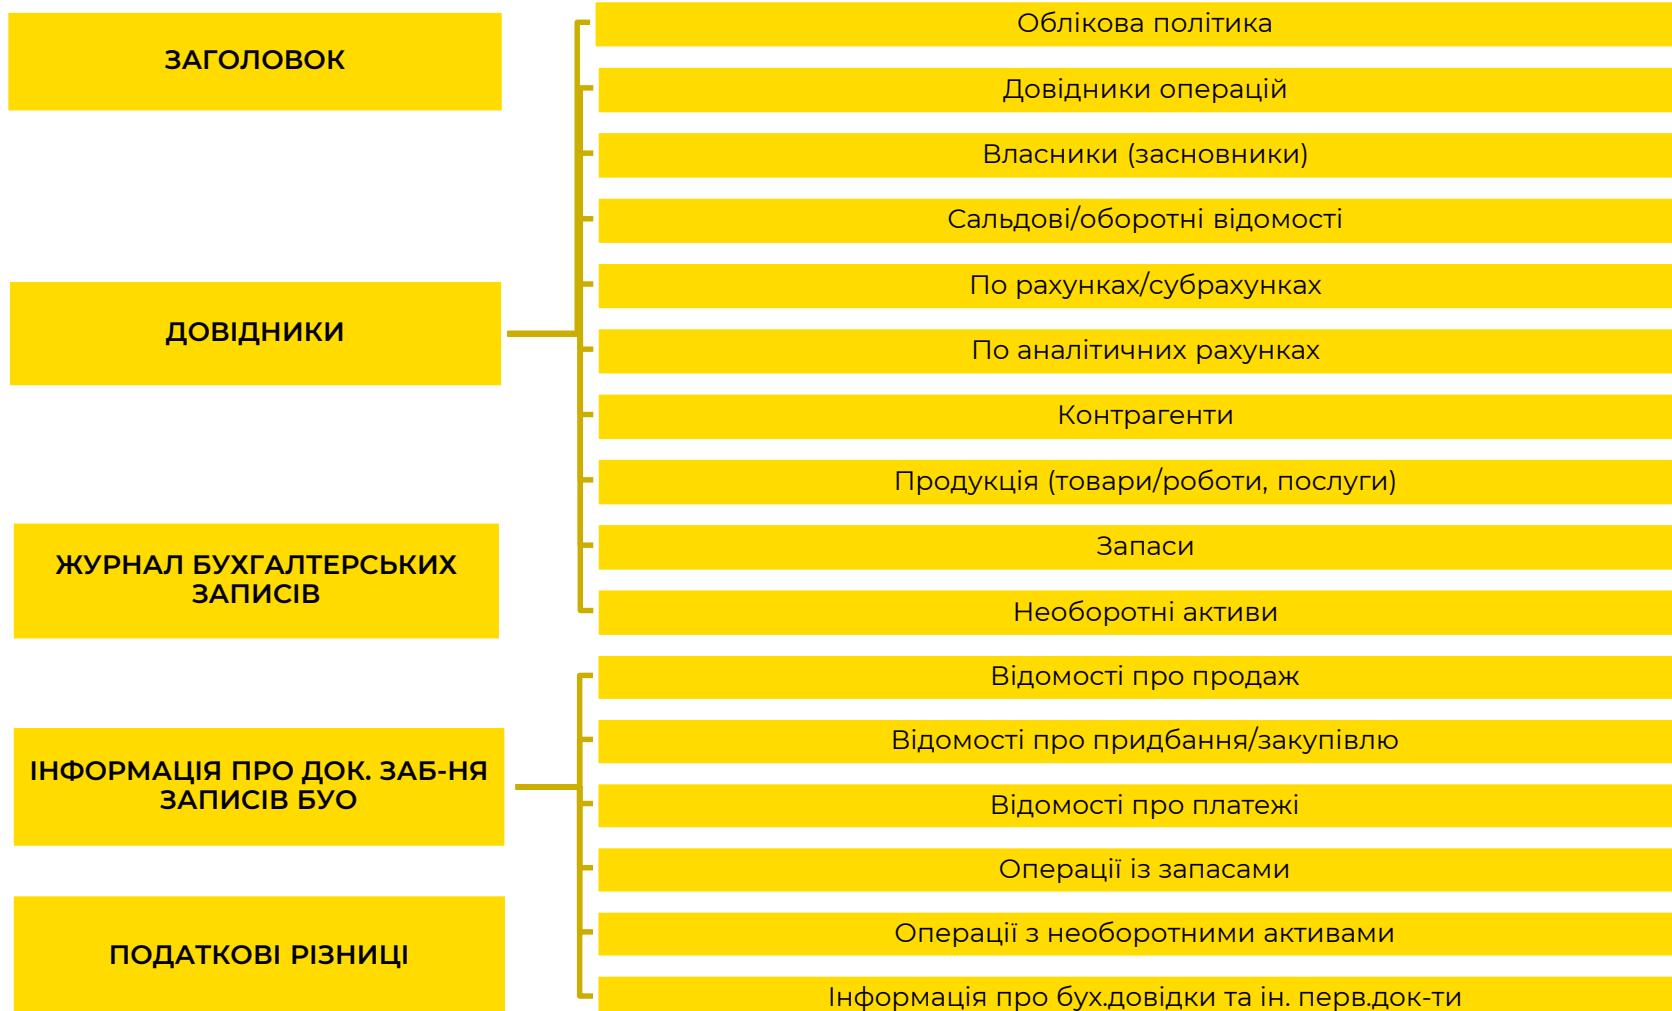 ЗАГОЛОВОК
ДОВІДНИКИ
Облікова політика
Довідники операцій
Власники (засновники)
Сальдові/оборотні відомості
По рахунках/субрахунках
По аналітичних рахунках
Контрагенти
Продукція (товари/роботи, послуги)
Запаси
Необоротні активи
ЖУРНАЛ БУХГАЛТЕРСЬКИХ
ЗАПИСІВ
ІНФОРМАЦІЯ ПРО ДОК. ЗАБ-НЯ
ЗАПИСІВ БУО
Відомості про продаж
Відомості про придбання/закупівлю
Відомості про платежі
Операції із запасами
Операції з необоротними активами
Інформація про бух.довідки та ін. перв.док-ти
ПОДАТКОВІ РІЗНИЦІ